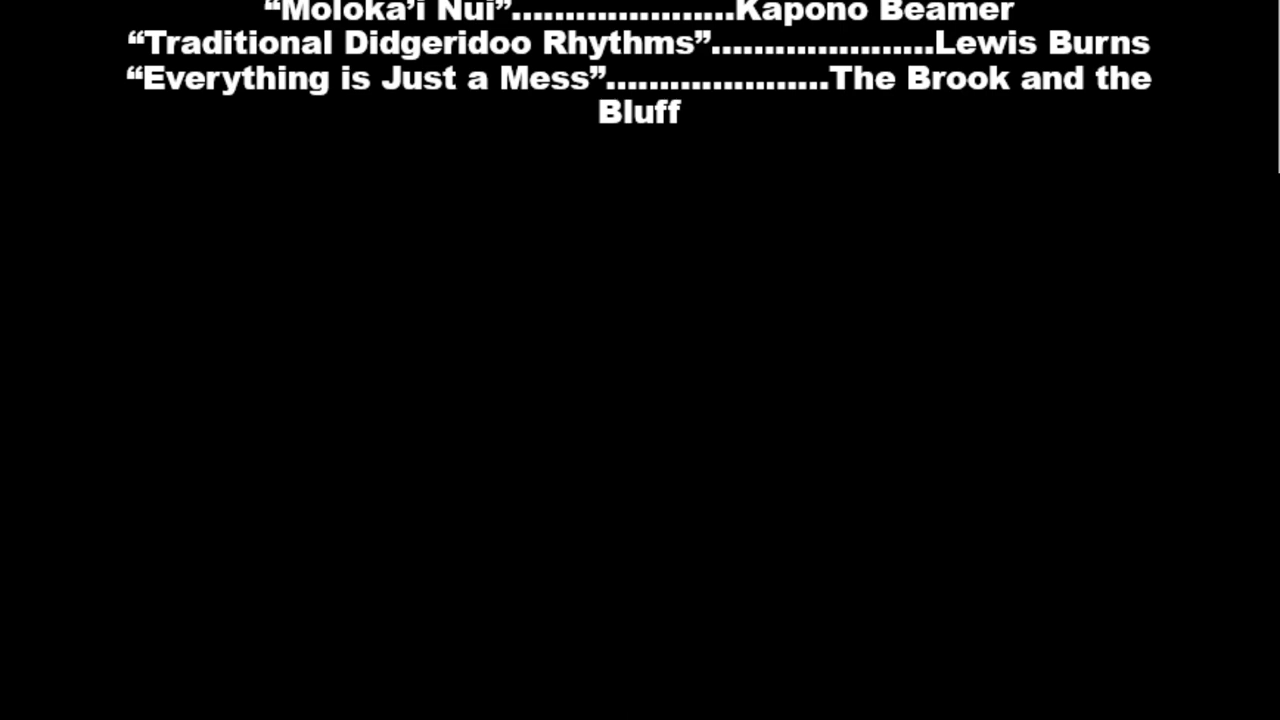 “Moloka’i Nui”.....................Kapono Beamer
“Traditional Didgeridoo Rhythms”.....................Lewis Burns
“Everything is Just a Mess”.....................The Brook and the
Bluff